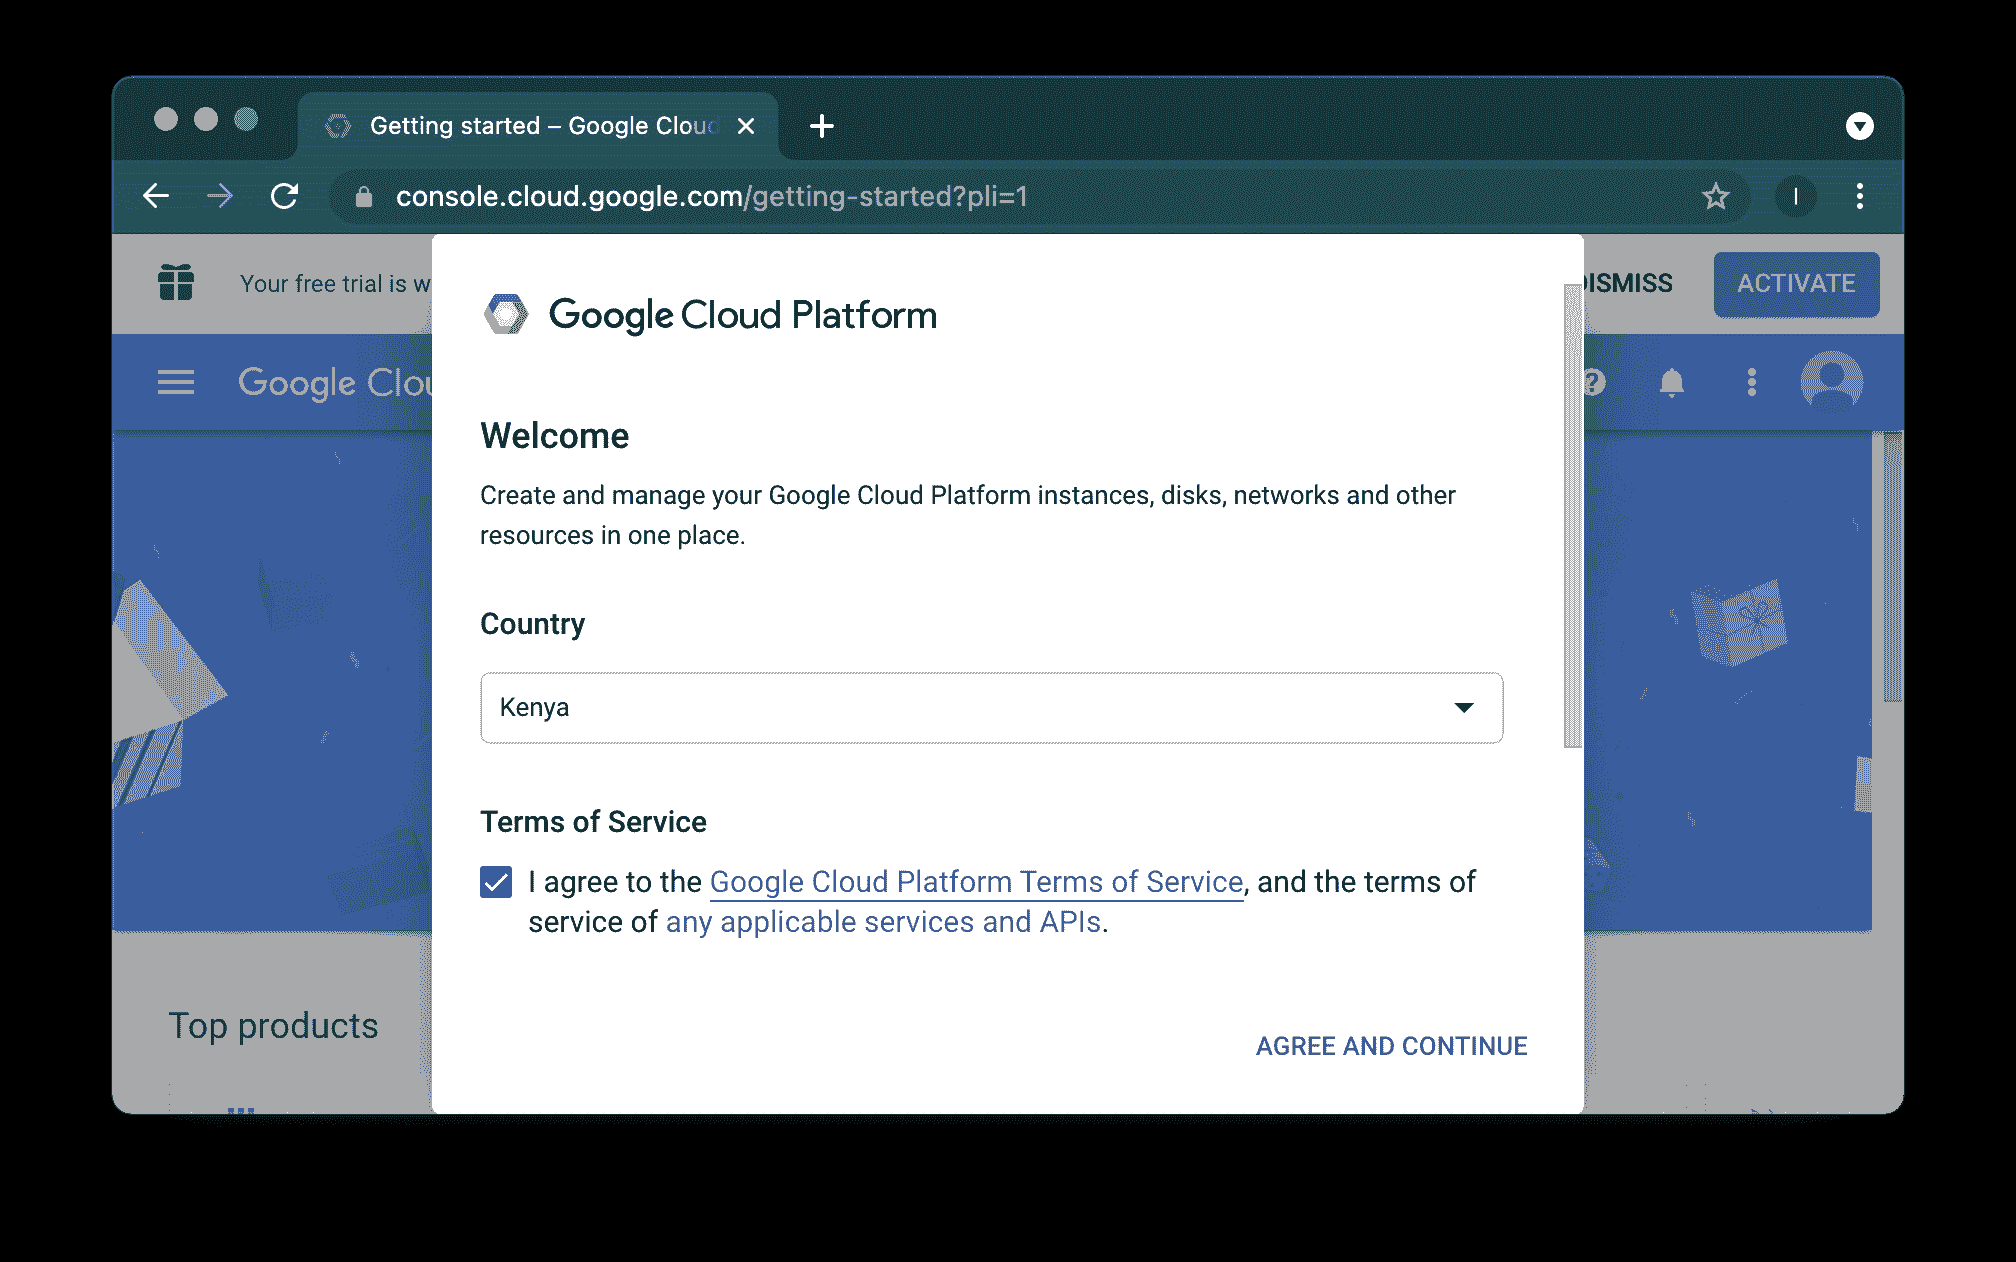 Getting started – Google Cloud
console.cloud.google.com/getting-started?pli=1
Your free trial is w
DISMISS
ACTIVATE
Google Clou
Google Cloud Platform
Welcome
Create and manage your Google Cloud Platform instances, disks, networks and other
resources in one place.
Country
Kenya
Terms of Service
I agree to the Google Cloud Platform Terms of Service, and the terms of
service of any applicable services and APIs.
Top products
AGREE AND CONTINUE